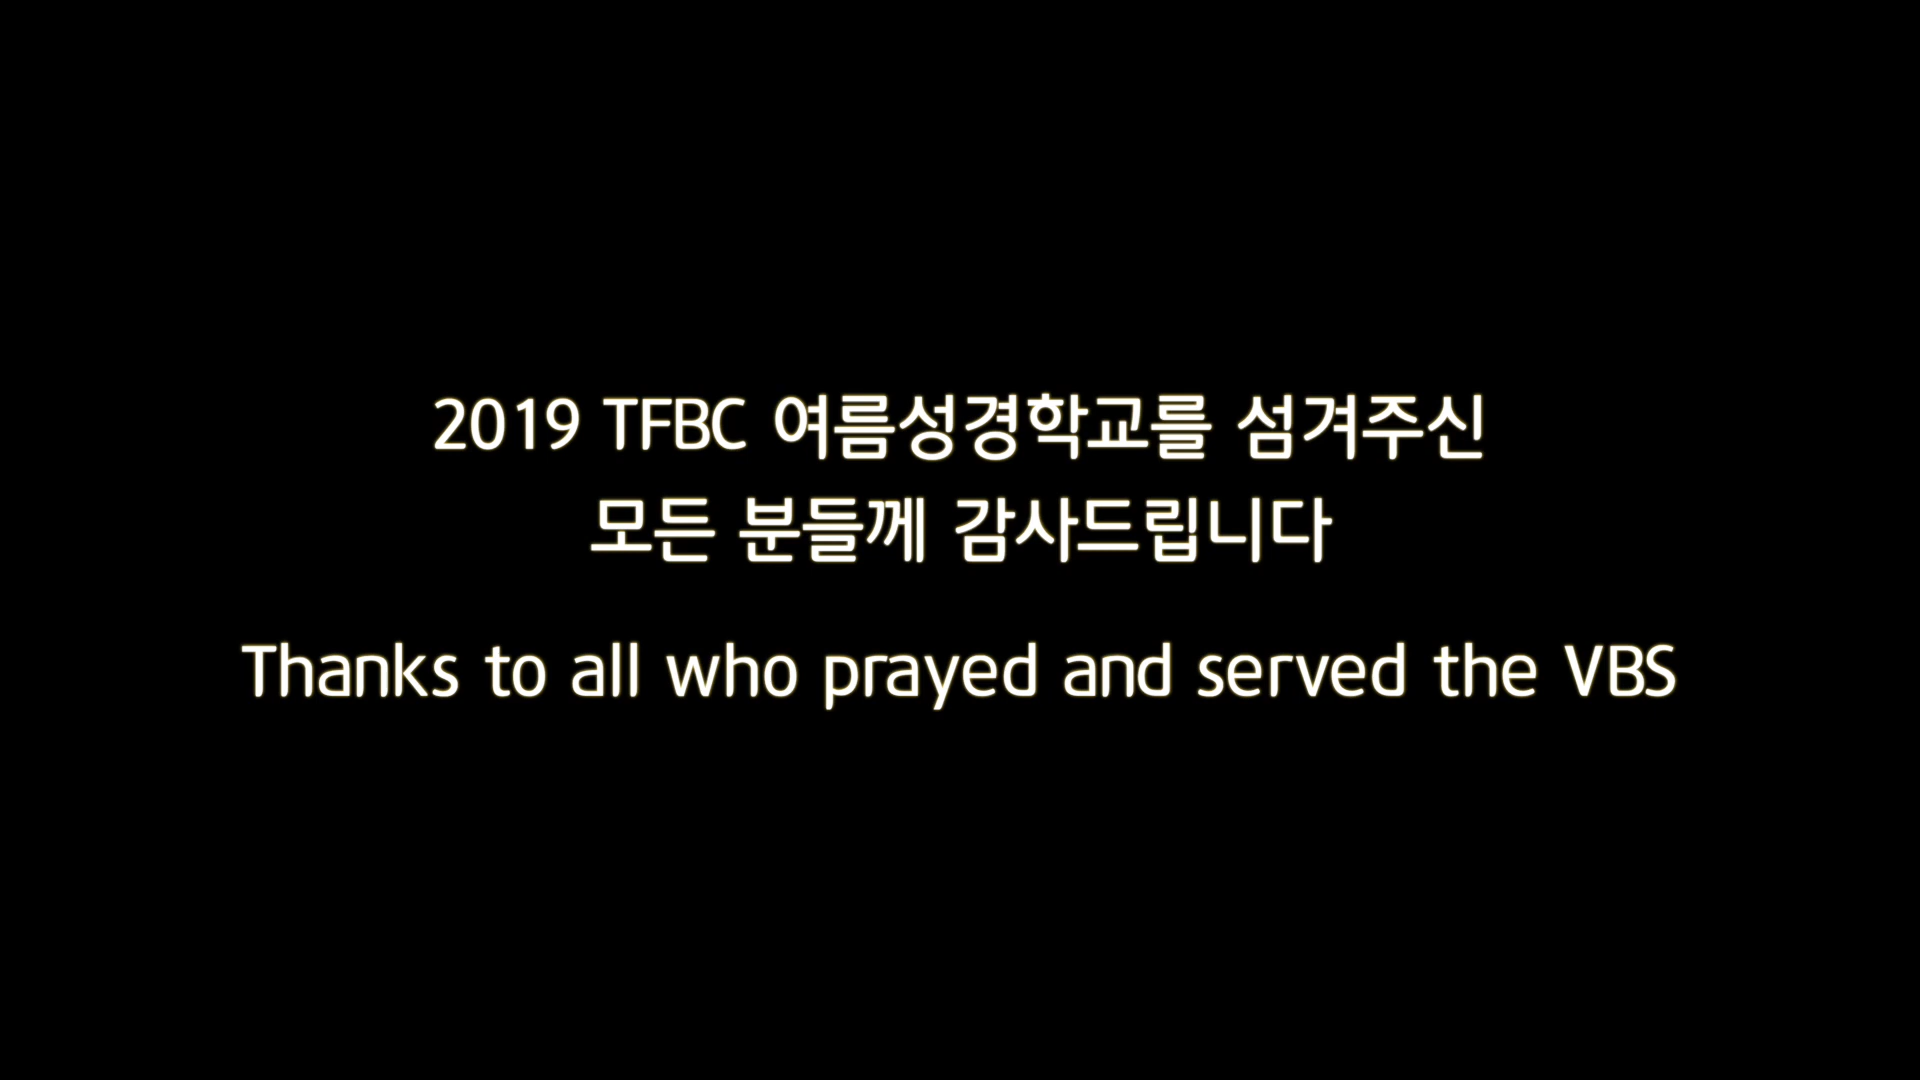 2019 TFBC 여름성경학교를 섬겨주신
모든 분들께 감사드립니다
Thanks to all who prayed and served the VBS